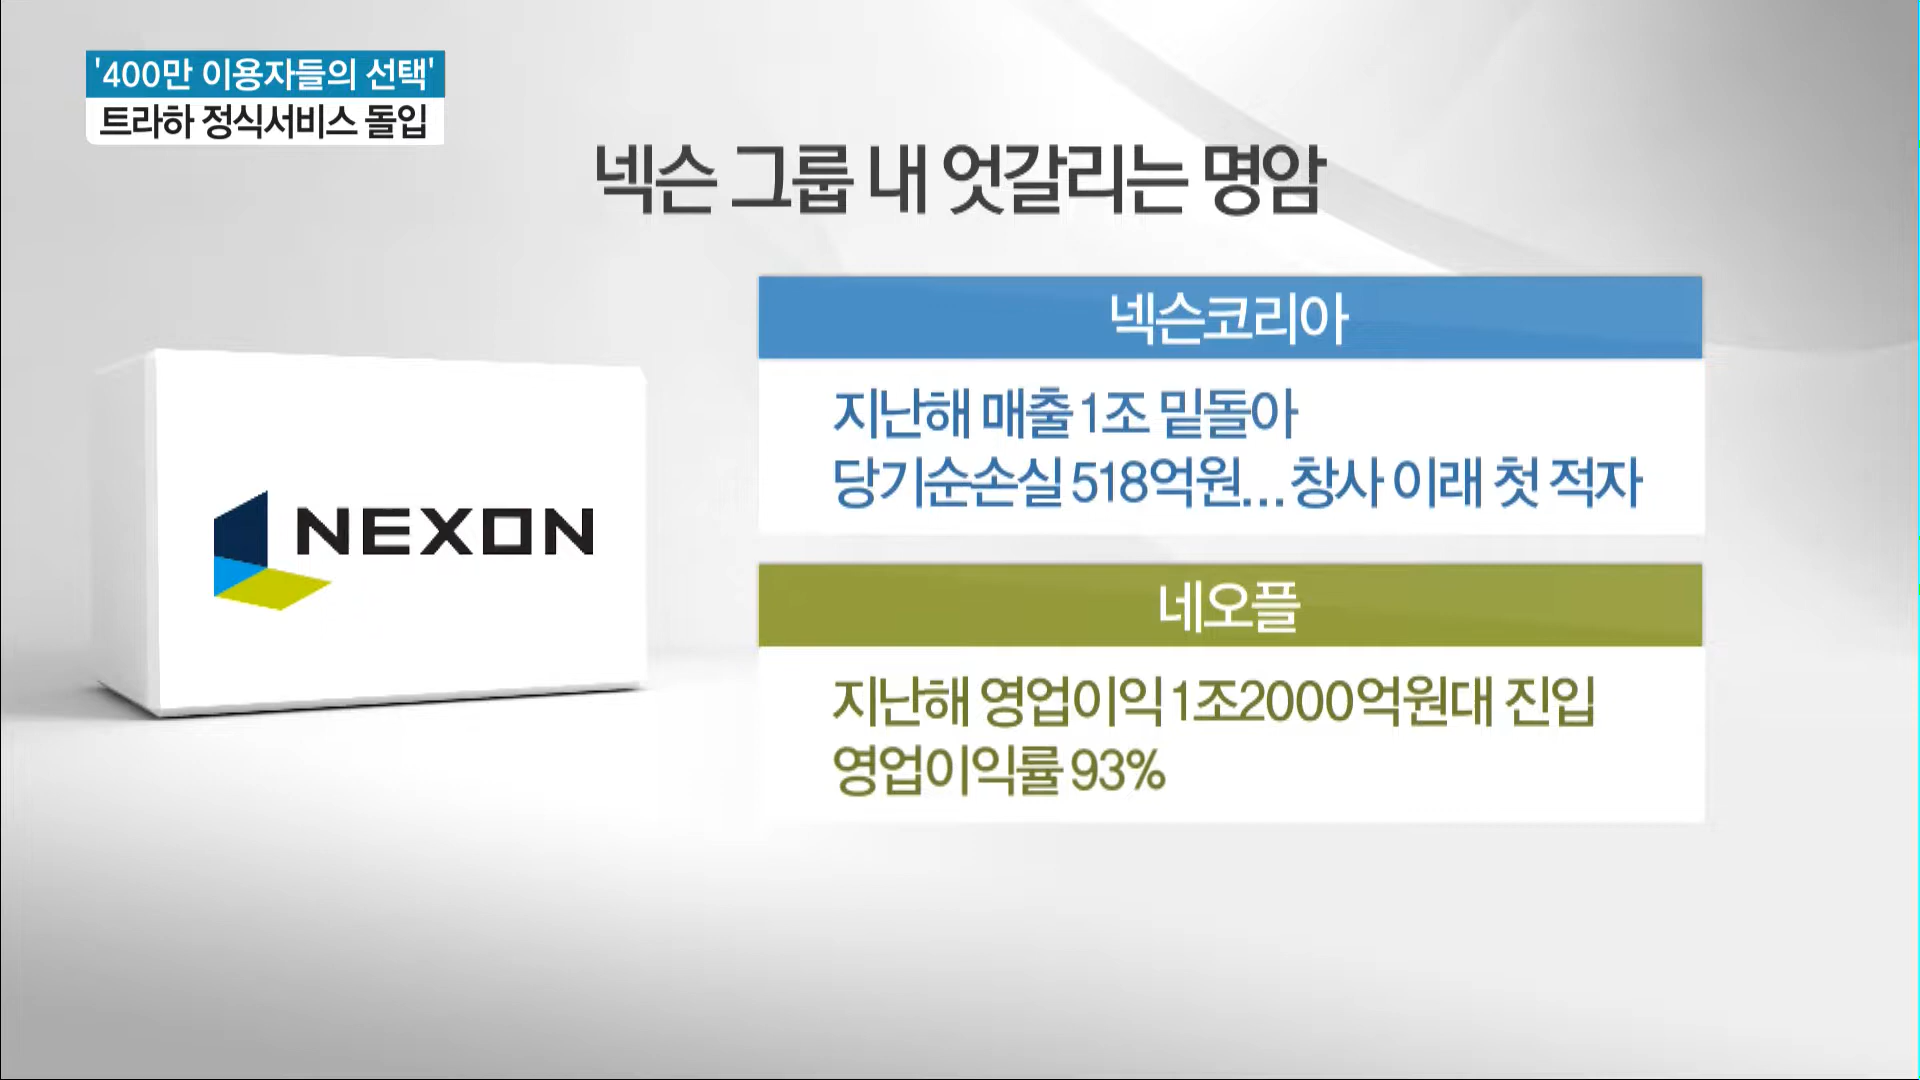 '400만 이용자들의 선택'
트라하 정식서비스 돌입
넥슨 그룹 내 엇갈리는 명암
NEXON
넥슨코리아
지난해 매출 1조 밑돌아
당기순손실 518억원... 창사 이래 첫 적자
네오플
지난해 영업이익 1조2000억원대 진입
영업이익률 93%